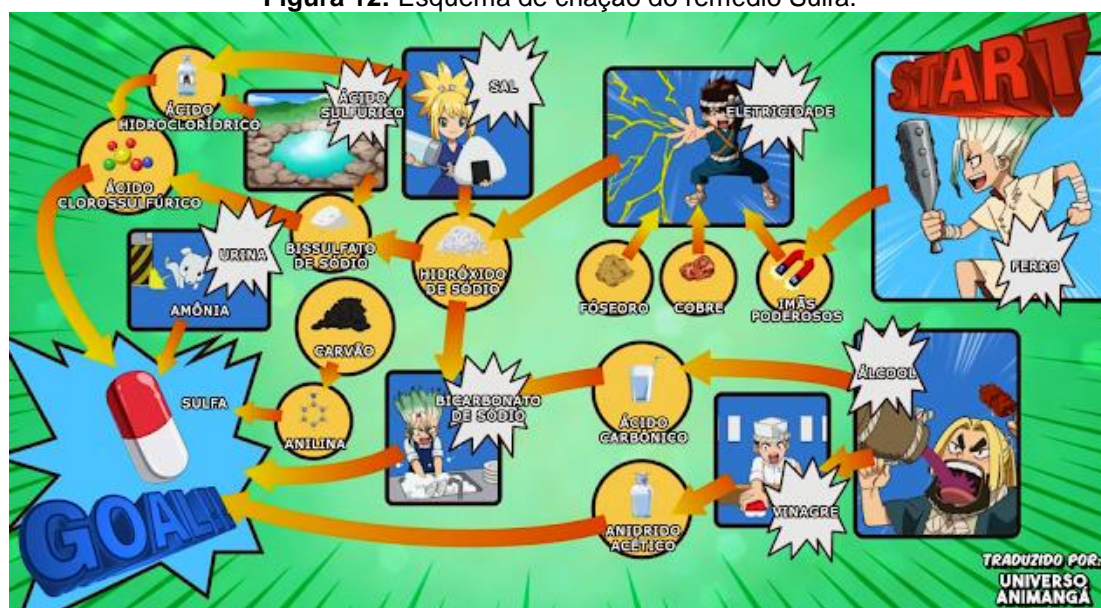 Figura 12: Esquema de criação do remédio Sulfa.
START
FERRO
ELETRICIDADE
FÓSFORO
COBRE
IMÃS
PODEROSOS
SAL
ÁCIDO
SULFÚRICO
ÁCIDO
HIDROCLORÍDRICO
ÁCIDO
CLOROSSULFÚRICO
URINA
AMÔNIA
BISSULFATO
DE SÓDIO
HIDRÓXIDO
DE SÓDIO
CARVÃO
ANILINA
SULFA
GOAL!!
BICARBONATO
DE SÓDIO
ÁCIDO
CARBÔNICO
ÁLCOOL
VINAGRE
ANIDRIDO
ACÉTICO
TRADUZIDO POR:
UNIVERSO
ANIMANGÁ